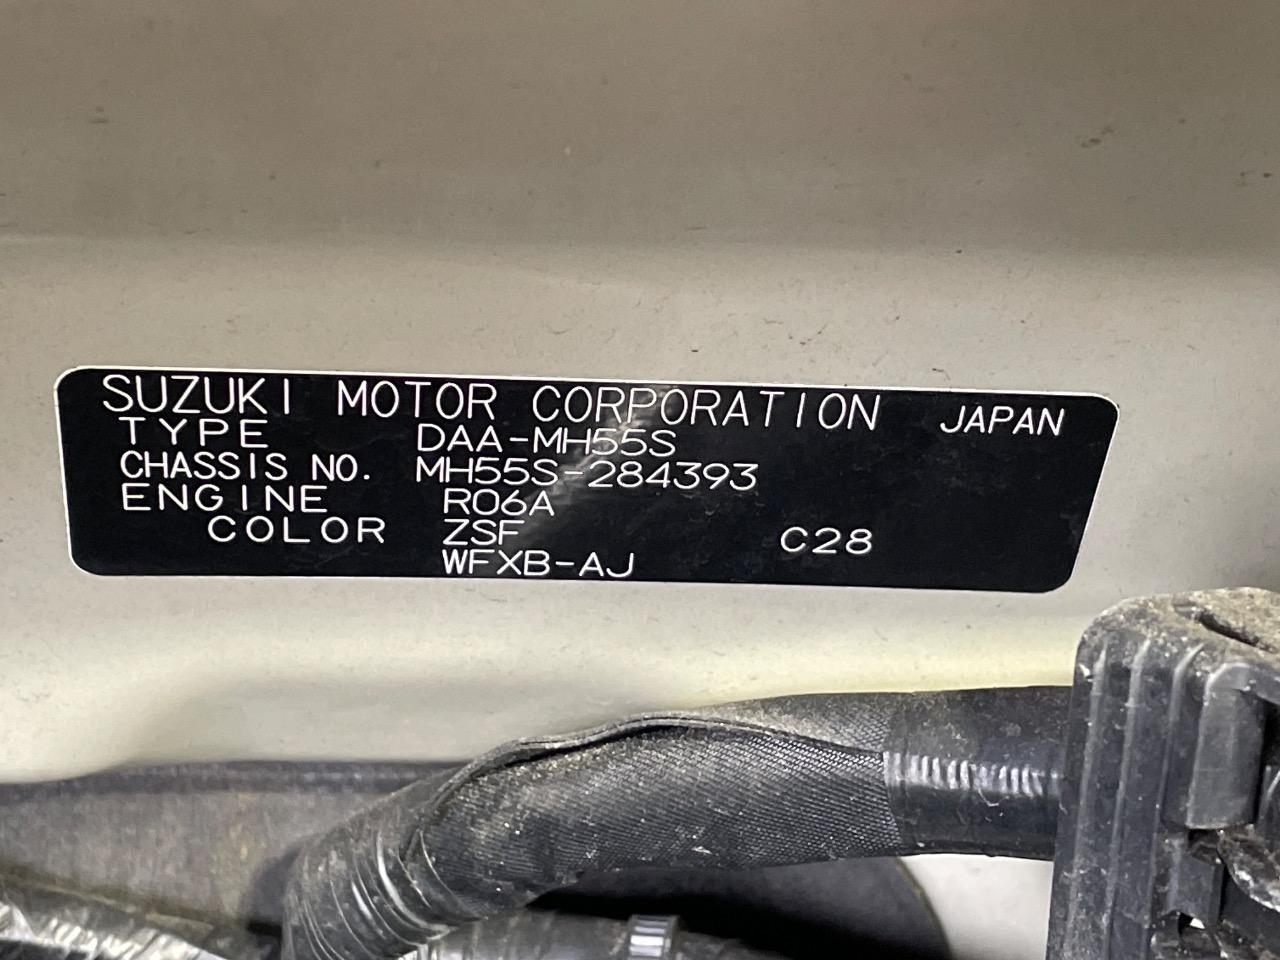 SUZUKI MOTOR CORPORATION JAPAN
TYPE DAA-MH55S
CHASSIS NO. MH55S-284393
ENGINE R06A
COLOR ZSF C28
WFXB-AJ